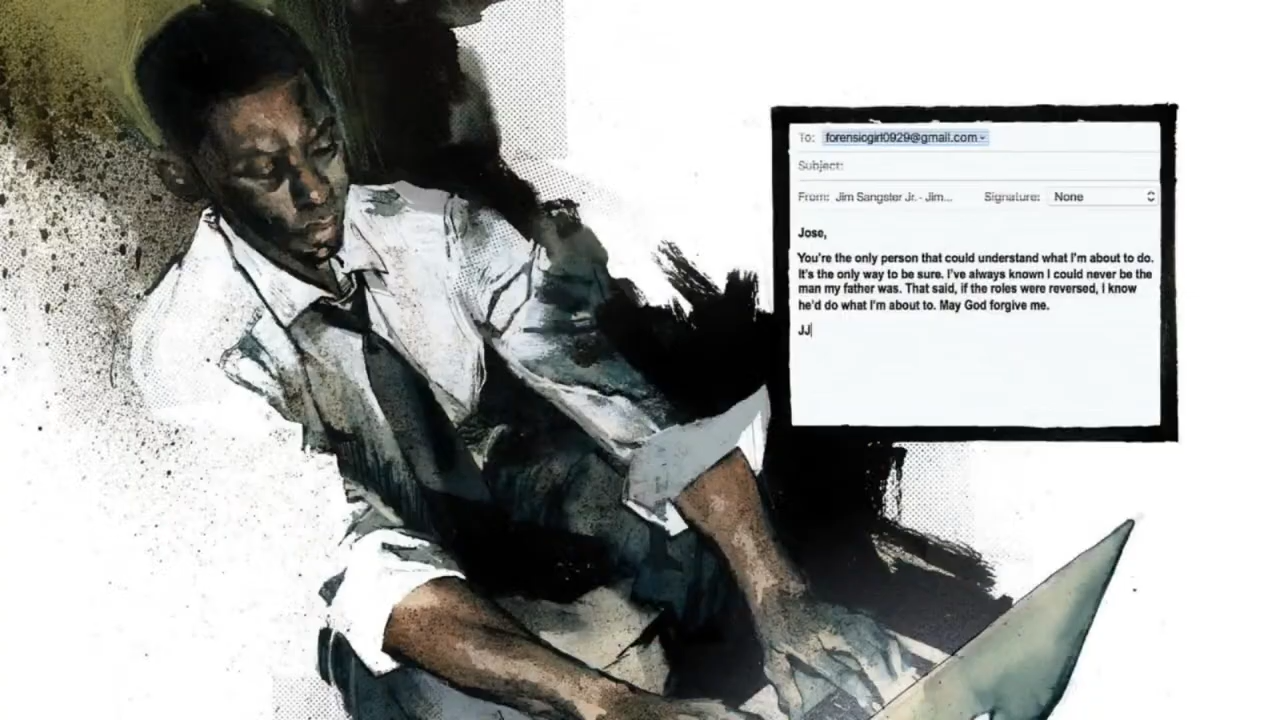 To: forensicgirl0929@gmail.com
Subject:
From: Jim Sangster Jr. - Jim... Signature: None
Jose,
You're the only person that could understand what I'm about to do.
It's the only way to be sure. I've always known I could never be the
man my father was. That said, if the roles were reversed, I know
he'd do what I'm about to. May God forgive me.
JJ